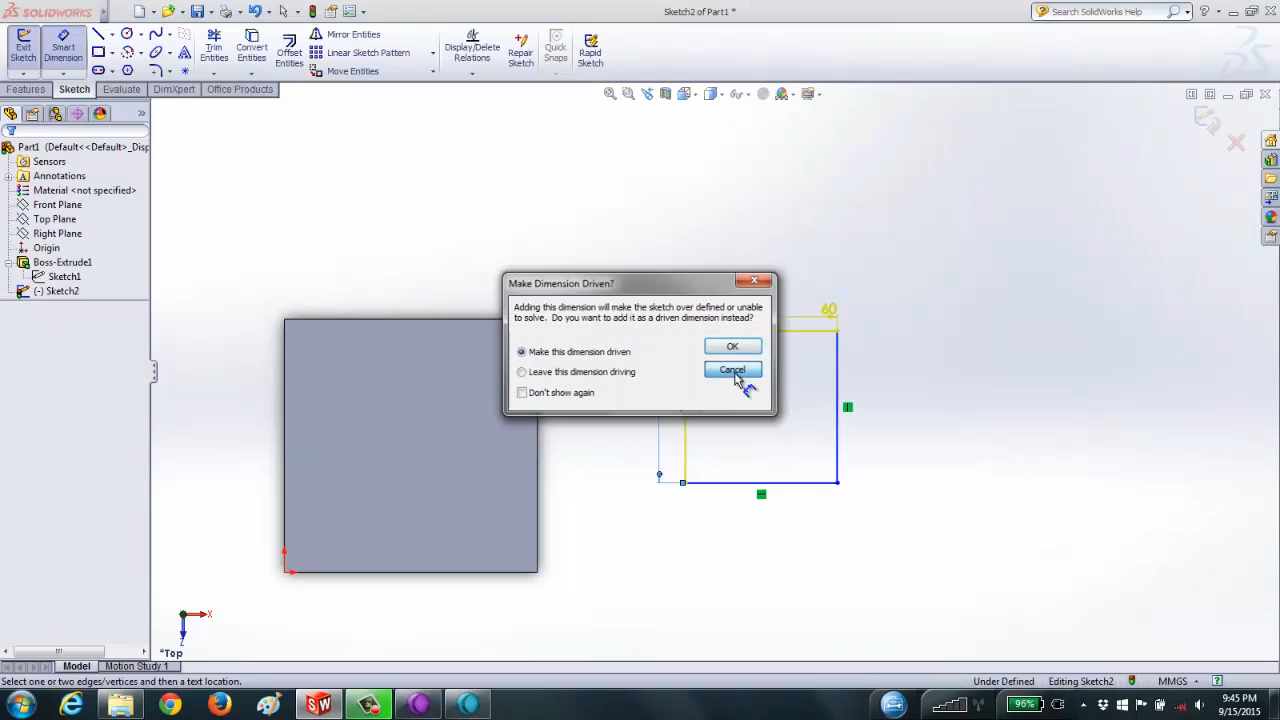 SOLIDWORKS
Sketch2 of Part1 *
Search SolidWorks Help
Exit Sketch
Smart Dimension
Trim Entities
Convert Entities
Offset Entities
Mirror Entities
Linear Sketch Pattern
Move Entities
Display/Delete Relations
Repair Sketch
Quick Snaps
Rapid Sketch
Features
Sketch
Evaluate
DimXpert
Office Products
Part1 (Default<<Default>_Disp
Sensors
Annotations
Material <not specified>
Front Plane
Top Plane
Right Plane
Origin
Boss-Extrude1
Sketch1
(-) Sketch2
Make Dimension Driven?
Adding this dimension will make the sketch over defined or unable
to solve. Do you want to add it as a driven dimension instead?
Make this dimension driven
Leave this dimension driving
Don't show again
OK
Cancel
60
X
Z
*Top
Model
Motion Study 1
Select one or two edges/vertices and then a text location.
Under Defined
Editing Sketch2
MMGS
SW
96%
9:45 PM
9/15/2015